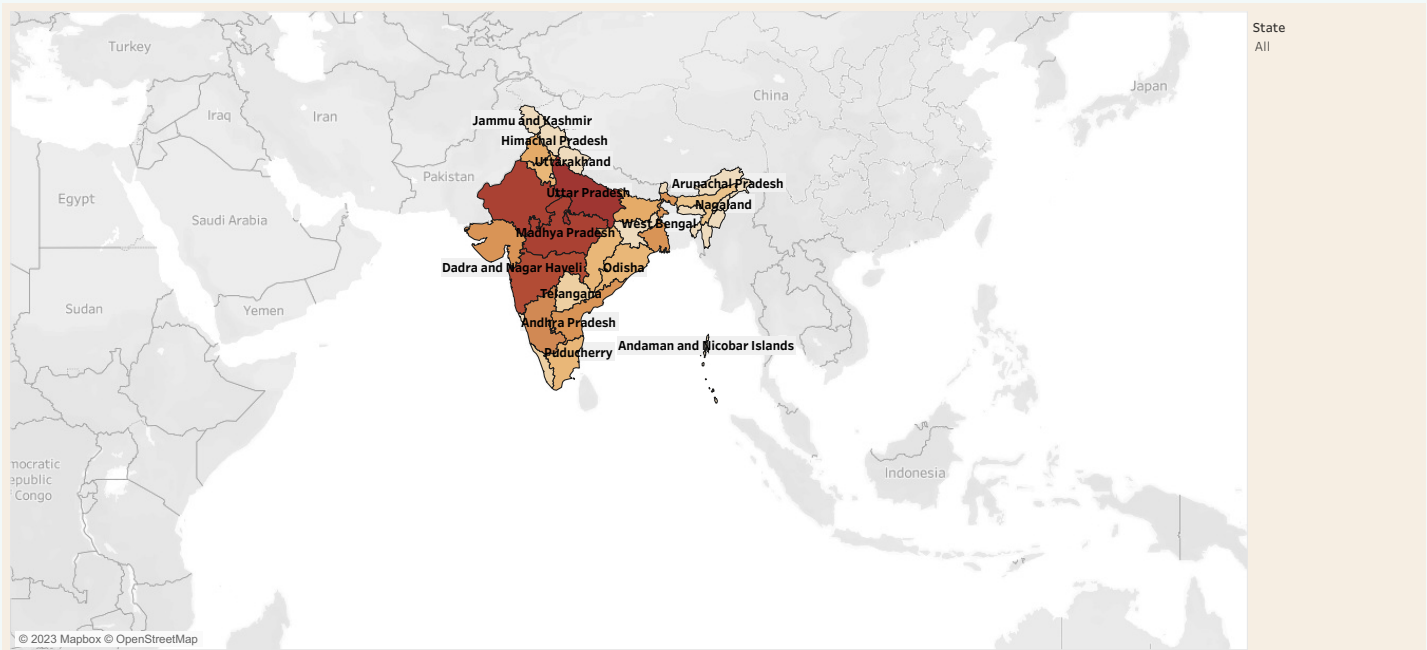 State
All
Turkey
China
Japan
Iraq
Iran
Jammu and Kashmir
Himachal Pradesh
Uttarakhand
Pakistan
Arunachal Pradesh
Egypt
Uttar Pradesh
Nagaland
Saudi Arabia
West Bengal
Madhya Pradesh
Dadra and Nagar Haveli
Odisha
Telangana
Sudan
Yemen
Andhra Pradesh
Andaman and Nicobar Islands
Puducherry
mocratic
epublic
Congo
Indonesia
© 2023 Mapbox © OpenStreetMap